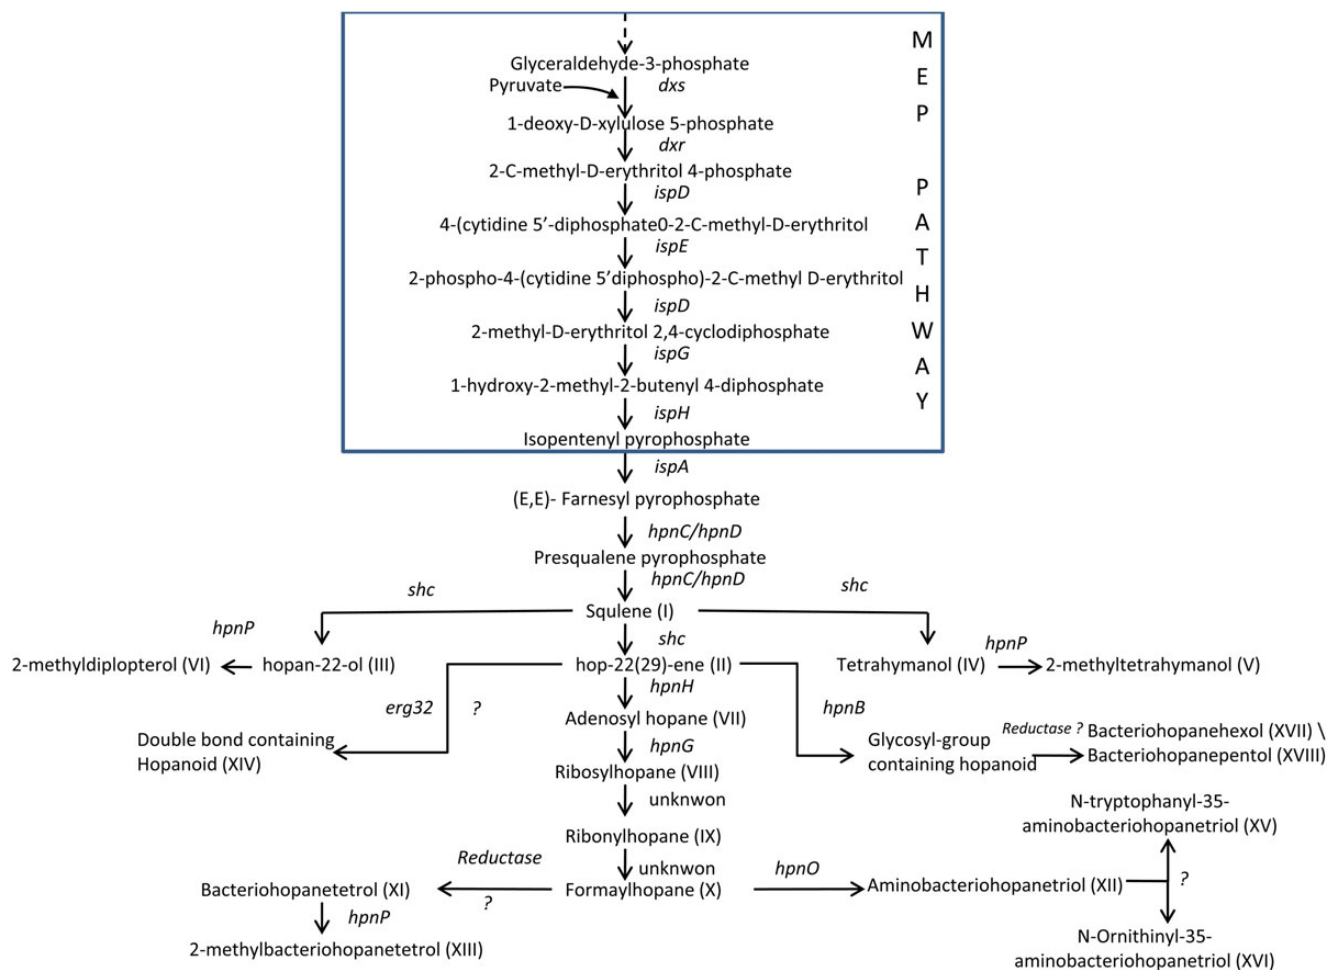 MEP PATHWAY
Glyceraldehyde-3-phosphate
Pyruvate
dxs
1-deoxy-D-xylulose 5-phosphate
dxr
2-C-methyl-D-erythritol 4-phosphate
ispD
4-(cytidine 5’-diphosphate0-2-C-methyl-D-erythritol
ispE
2-phospho-4-(cytidine 5’diphospho)-2-C-methyl D-erythritol
ispD
2-methyl-D-erythritol 2,4-cyclodiphosphate
ispG
1-hydroxy-2-methyl-2-butenyl 4-diphosphate
ispH
Isopentenyl pyrophosphate
ispA
(E,E)- Farnesyl pyrophosphate
hpnC/hpnD
Presqualene pyrophosphate
hpnC/hpnD
shc
shc
Squlene (I)
hpnP
shc
hpnP
2-methyldiplopterol (VI)
hopan-22-ol (III)
hop-22(29)-ene (II)
Tetrahymanol (IV)
2-methyltetrahymanol (V)
hpnH
erg32
?
hpnB
Adenosyl hopane (VII)
Double bond containing
Hopanoid (XIV)
hpnG
Glycosyl-group
containing hopanoid
Reductase ?
Bacteriohopanehexol (XVII) \
Bacteriohopanepentol (XVIII)
Ribosylhopane (VIII)
unknwon
N-tryptophanyl-35-
aminobacteriohopanetriol (XV)
Ribonylhopane (IX)
Reductase
unknwon
hpnO
Bacteriohopanetetrol (XI)
?
Formaylhopane (X)
Aminobacteriohopanetriol (XII)
?
hpnP
2-methylbacteriohopanetetrol (XIII)
N-Ornithinyl-35-
aminobacteriohopanetriol (XVI)